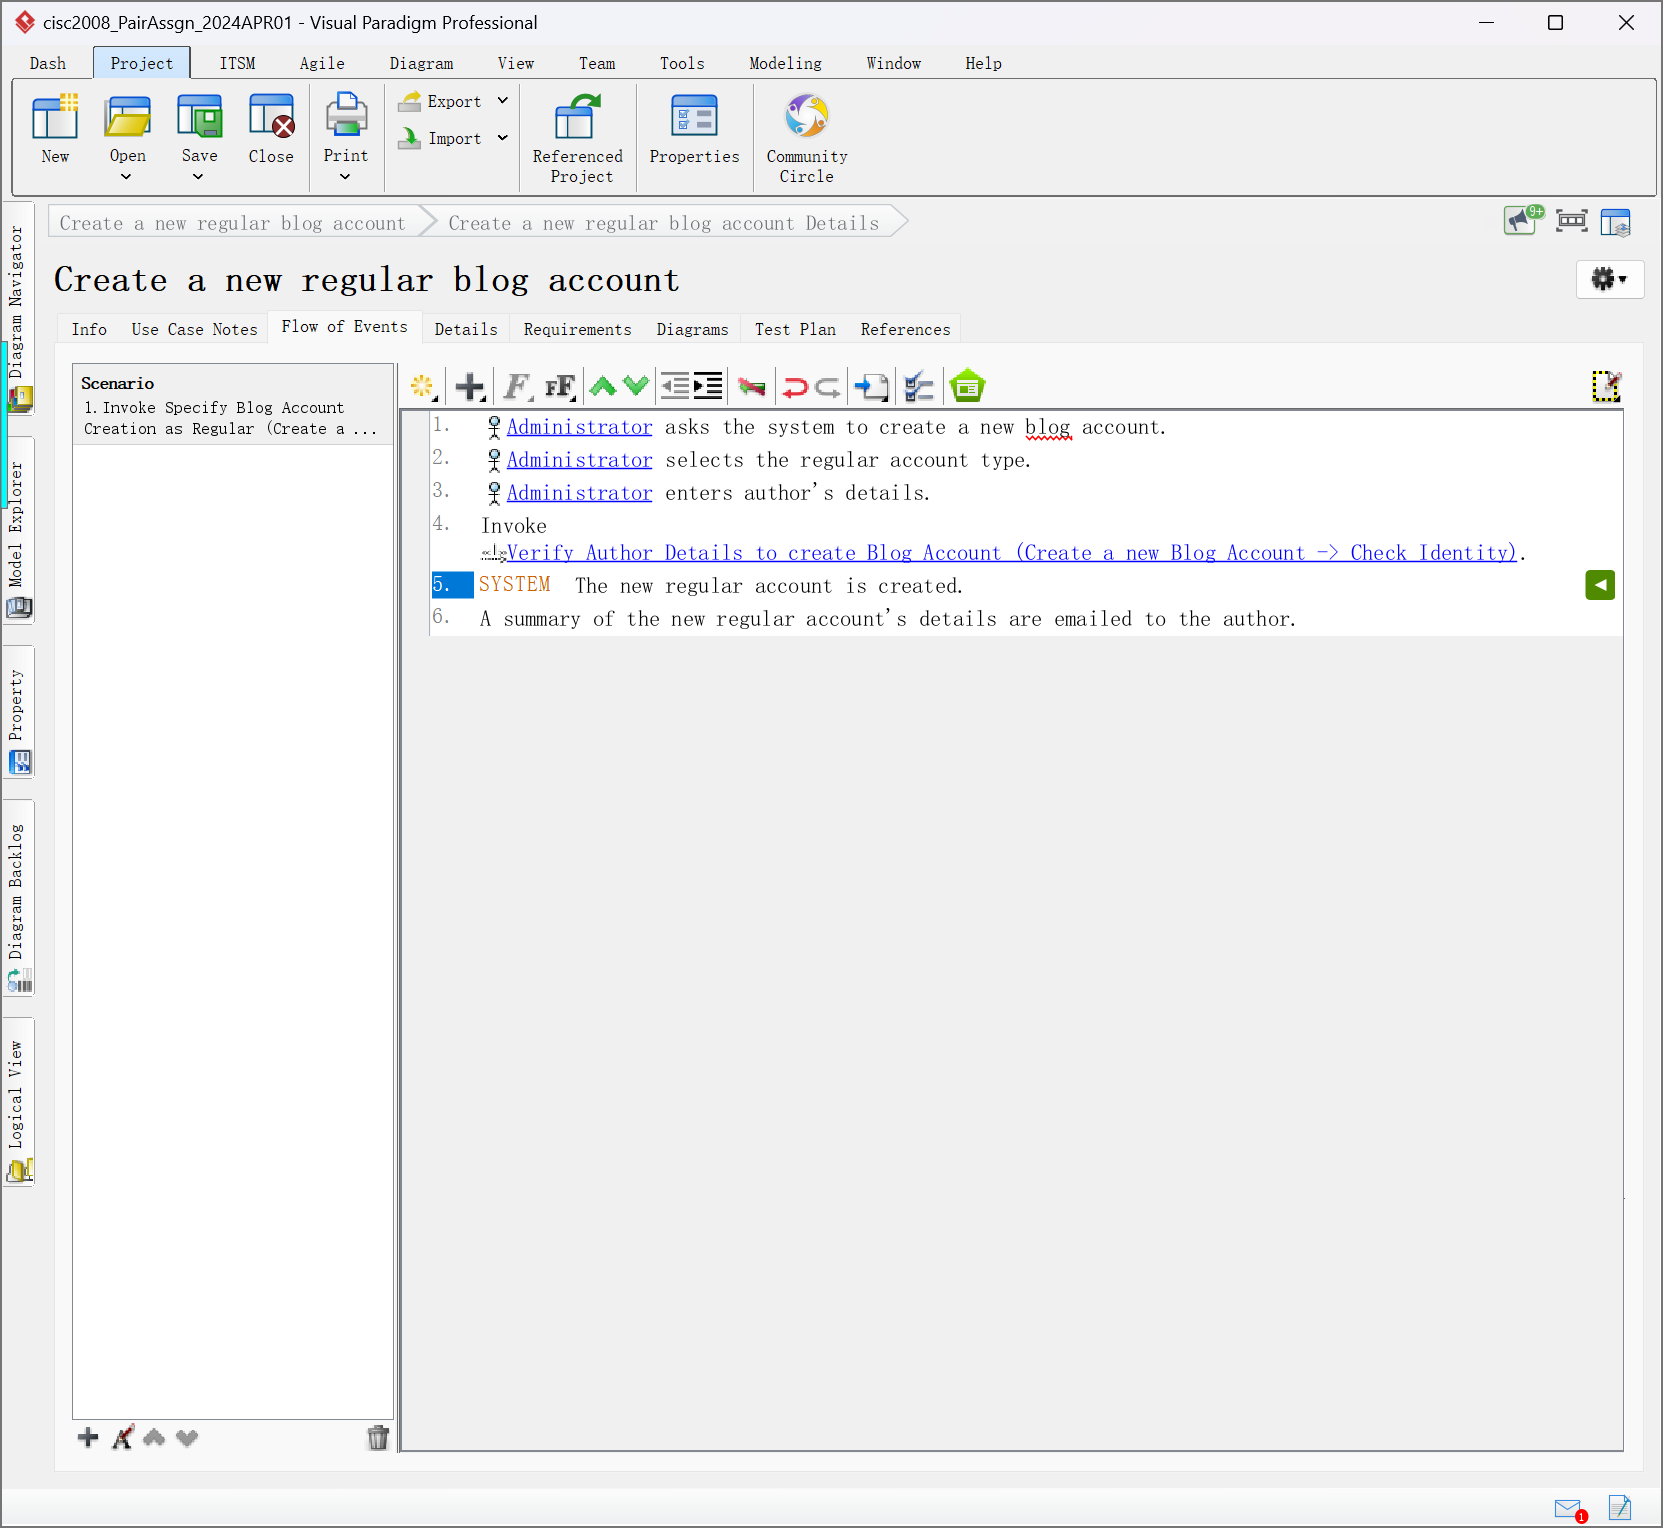 cisc2008_PairAssgn_2024APR01 - Visual Paradigm Professional
Dash Project ITSM Agile Diagram View Team Tools Modeling Window Help
New Open Save Close Print Export Import Referenced Project Properties Community Circle
Create a new regular blog account Create a new regular blog account Details
9+
Create a new regular blog account
Info Use Case Notes Flow of Events Details Requirements Diagrams Test Plan References
Diagram Navigator
Model Explorer
Property
Diagram Backlog
Logical View
Scenario
1. Invoke Specify Blog Account
Creation as Regular (Create a ...
1. Administrator asks the system to create a new blog account.
2. Administrator selects the regular account type.
3. Administrator enters author's details.
4. Invoke
Verify Author Details to create Blog Account (Create a new Blog Account -> Check Identity).
5. SYSTEM The new regular account is created.
6. A summary of the new regular account's details are emailed to the author.
1